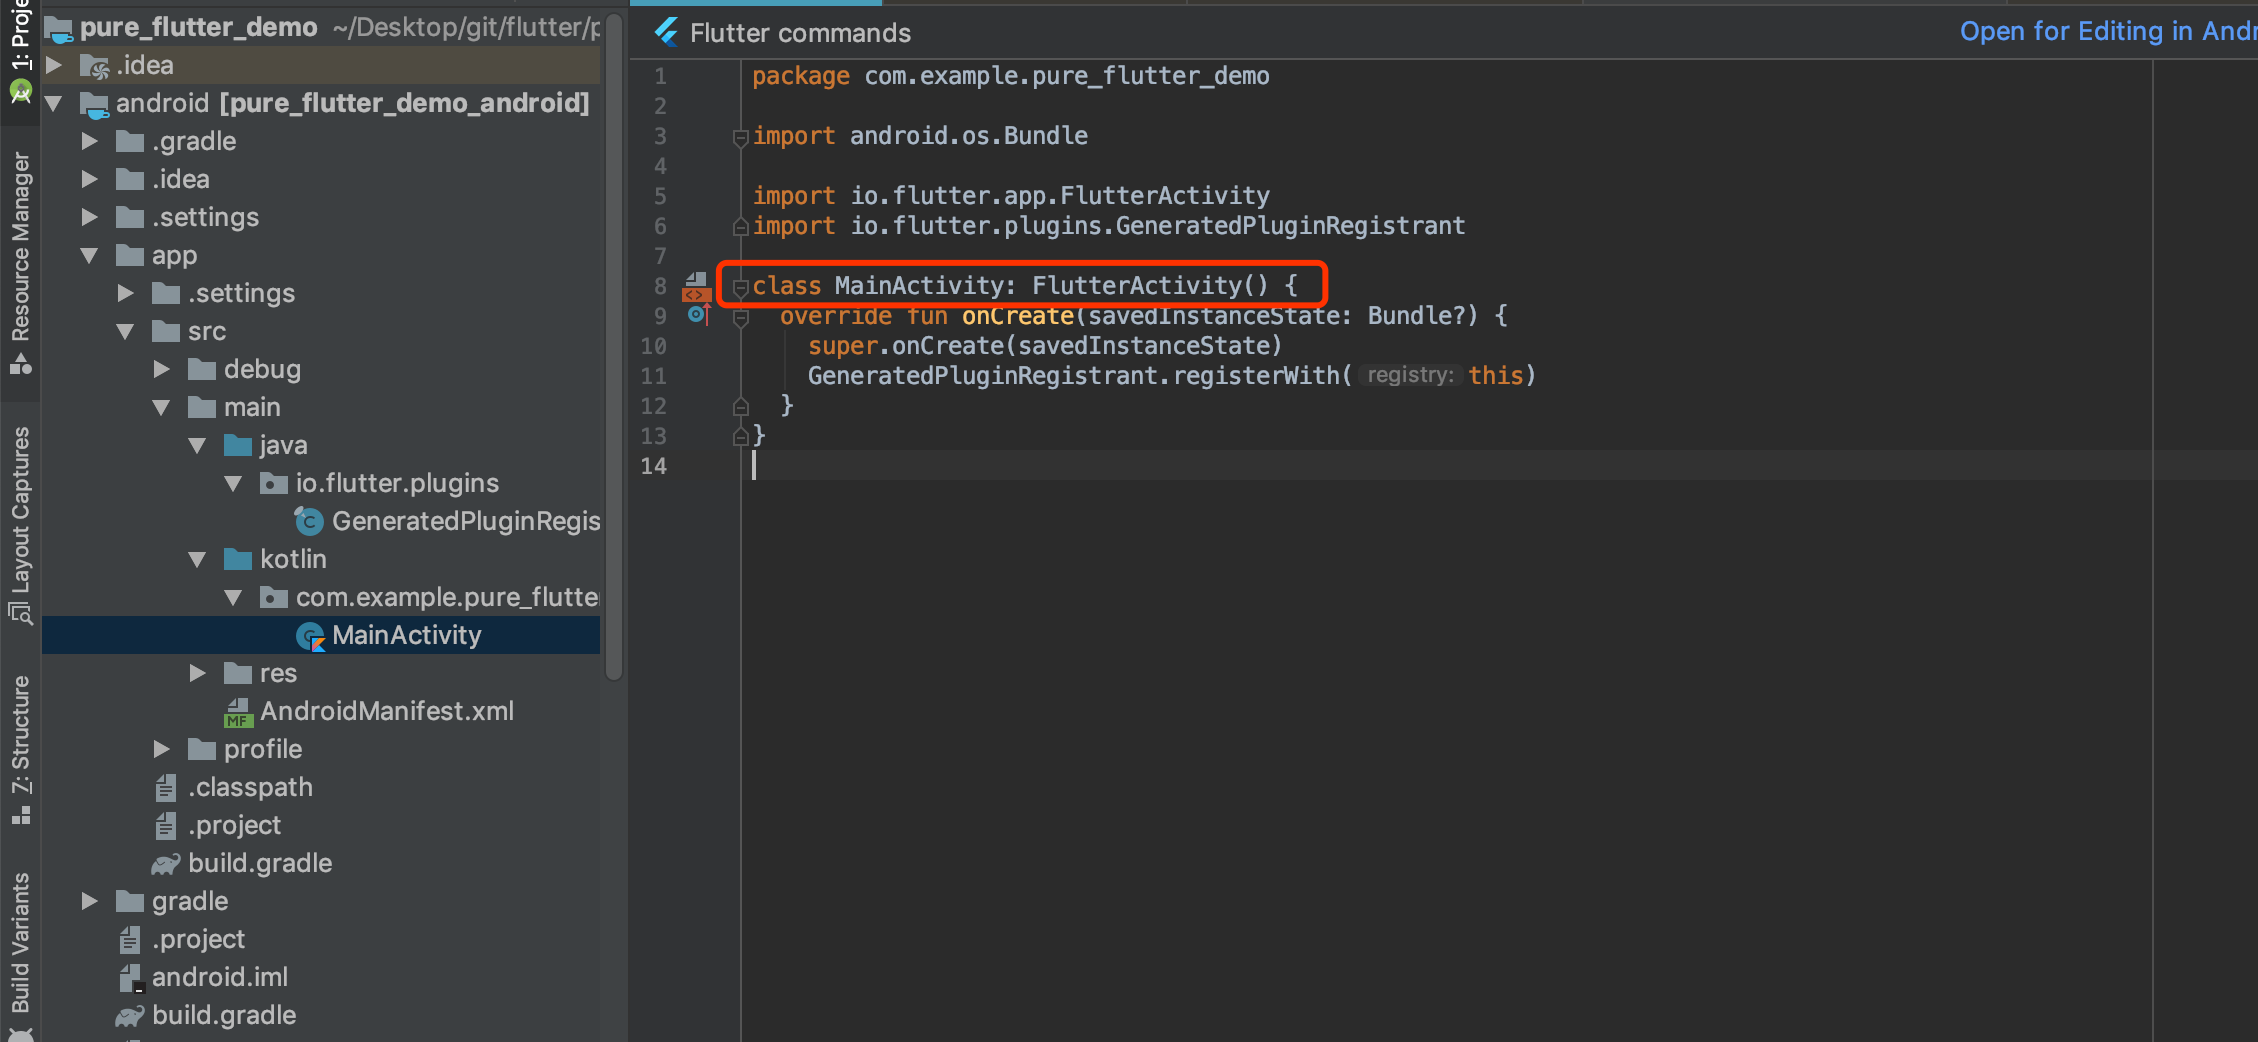 1: Proje
Resource Manager
Layout Captures
7: Structure
Build Variants
pure_flutter_demo ~/Desktop/git/flutter/p
.idea
android [pure_flutter_demo_android]
.gradle
.idea
.settings
app
.settings
src
debug
main
java
io.flutter.plugins
GeneratedPluginRegis
kotlin
com.example.pure_flutte
MainActivity
res
AndroidManifest.xml
MF
profile
.classpath
.project
build.gradle
gradle
.project
android.iml
build.gradle
Flutter commands
Open for Editing in Andr
1 package com.example.pure_flutter_demo
2
3 import android.os.Bundle
4
5 import io.flutter.app.FlutterActivity
6 import io.flutter.plugins.GeneratedPluginRegistrant
7
8 class MainActivity: FlutterActivity() {
9 override fun onCreate(savedInstanceState: Bundle?) {
10 super.onCreate(savedInstanceState)
11 GeneratedPluginRegistrant.registerWith( registry: this)
12 }
13 }
14